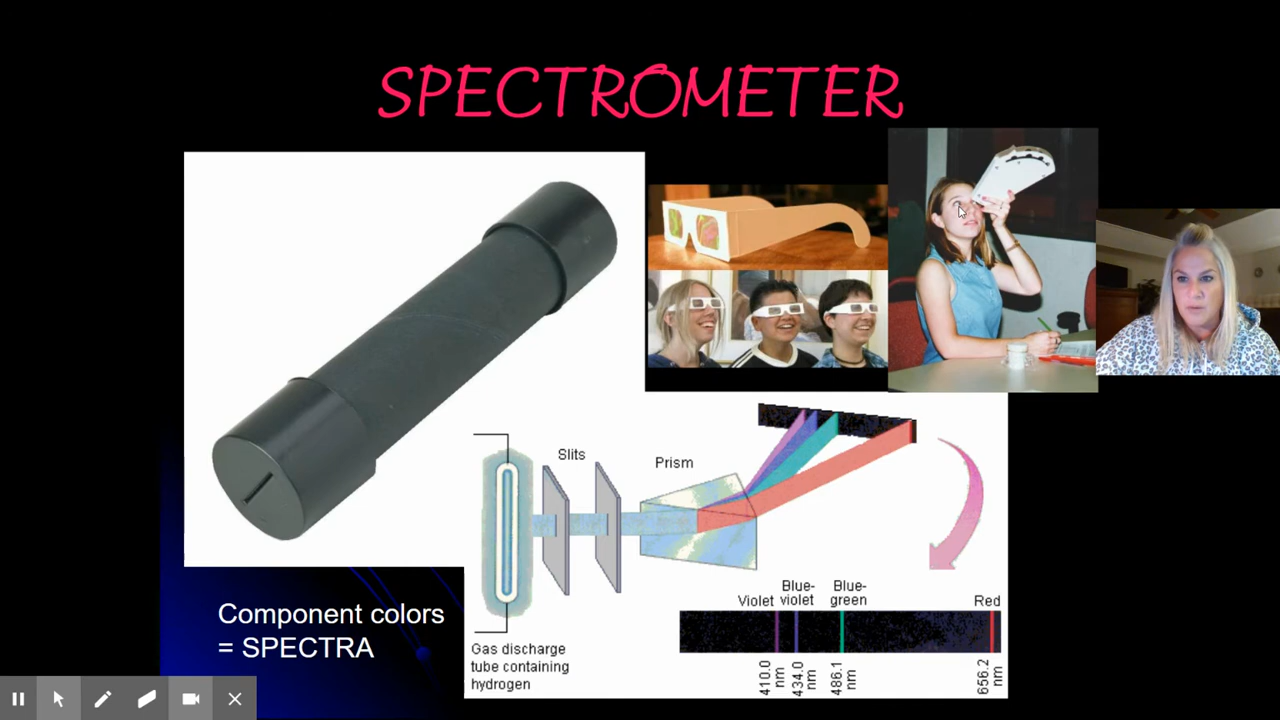 SPECTROMETER
Slits
Prism
Blue-
violet
Blue-
green
Violet
Red
410.0
nm
434.0
nm
486.1
nm
656.2
nm
Gas discharge
tube containing
hydrogen
Component colors
= SPECTRA